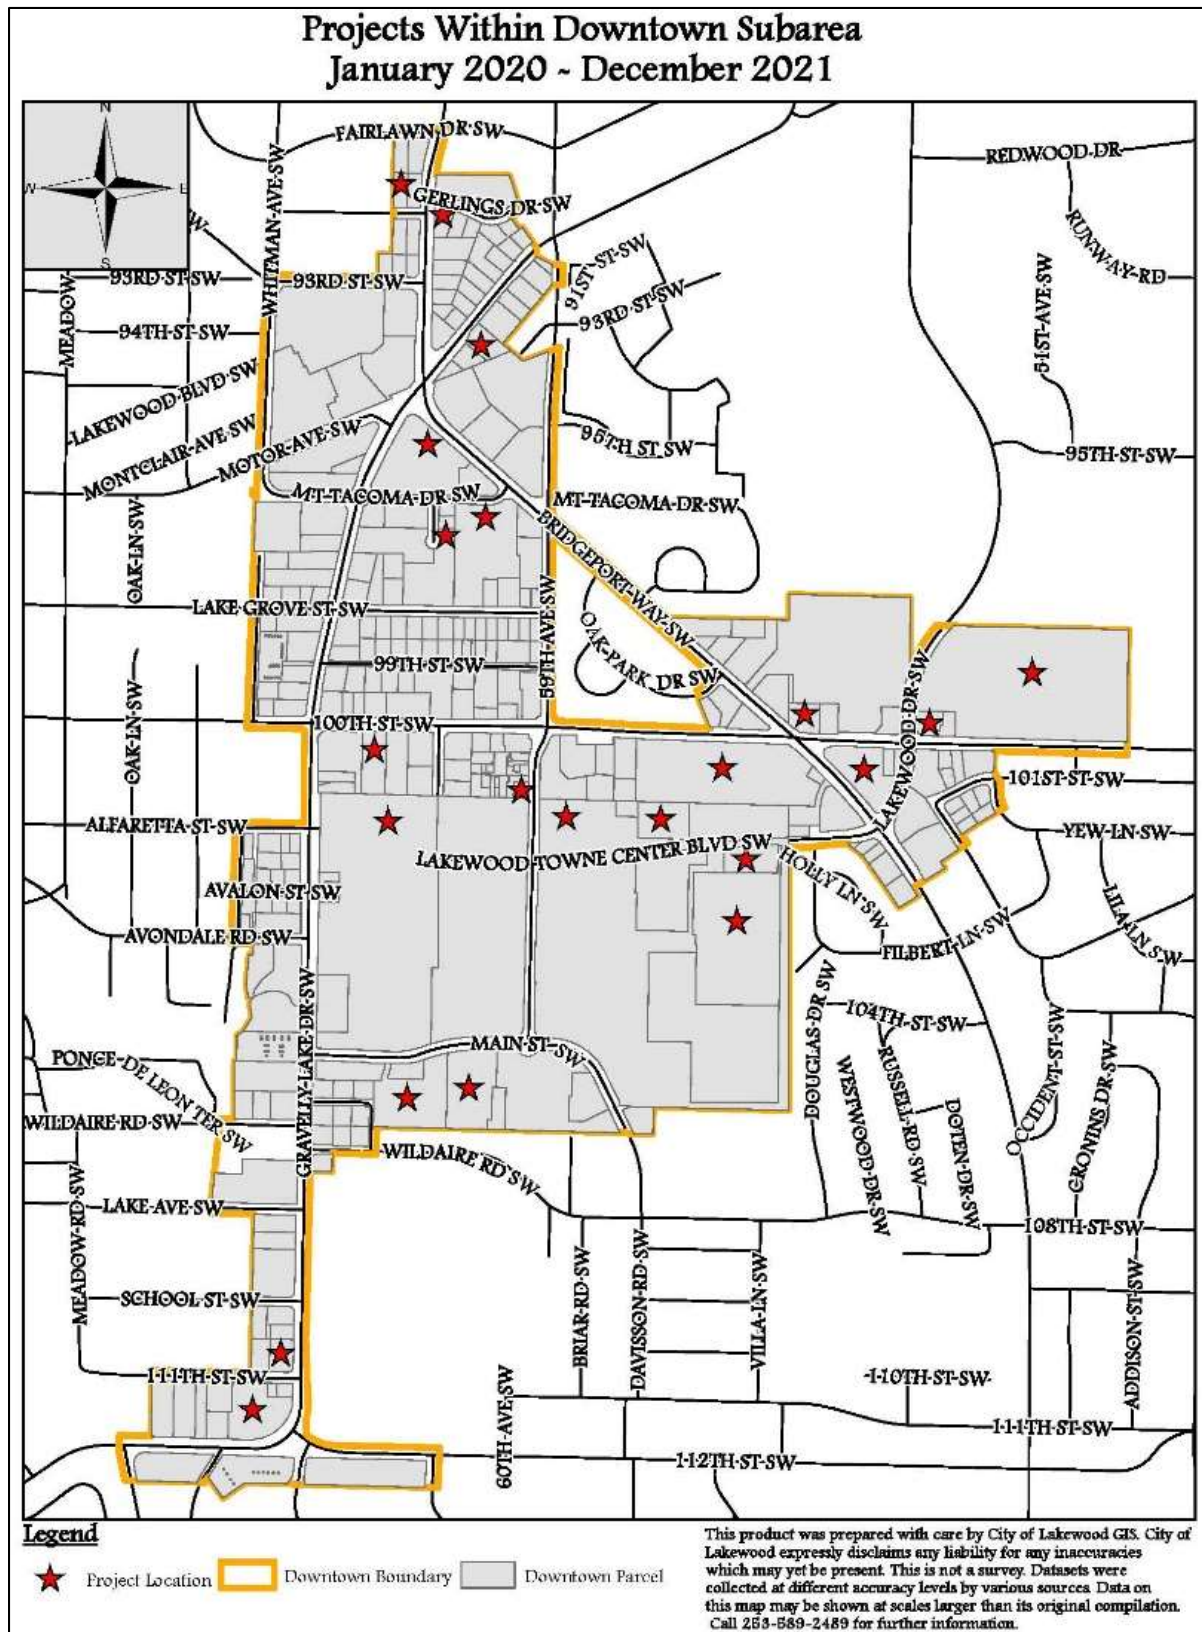 Projects Within Downtown Subarea
January 2020 - December 2021
N
W
E
S
FAIRLAWN DR SW
REDWOOD DR
GERLINGS DR SW
WHITMAN AVE SW
SW
RUNWAY RD
91ST ST SW
93RD ST SW
93RD ST SW
93RD ST SW
51ST AVE SW
MEADOW
94TH ST SW
LAKEWOOD BLVD SW
MONTCLAIR AVE SW
MOTOR AVE SW
95TH ST SW
95TH ST SW
MT TACOMA DR SW
MT TACOMA DR SW
OAK LN SW
BRIDGEPORT WAY SW
LAKE GROVE ST SW
59TH AVE SW
OAK PARK DR SW
99TH ST SW
LAKEWOOD DR SW
100TH ST SW
OAK LN SW
101ST ST SW
ALFARETTA ST SW
YEW LN SW
LAKEWOOD TOWNE CENTER BLVD SW
HOLLY LN SW
AVALON ST SW
LILA LN SW
AVONDALE RD SW
FILBERT LN SW
GRAVELLY LAKE DR SW
DOUGLAS DR SW
104TH ST SW
MAIN ST SW
OCCIDENT ST SW
PONCE DE LEON TER SW
RUSSELL RD SW
WESTWOOD DR SW
GRONINS DR SW
DOTEN DR SW
WILDAIRE RD SW
WILDAIRE RD SW
MEADOW RD SW
LAKE AVE SW
108TH ST SW
BRIAR RD SW
DAVISSON RD SW
VILLA LN SW
ADDISON ST SW
SCHOOL ST SW
111TH ST SW
110TH ST SW
60TH AVE SW
111TH ST SW
112TH ST SW
Legend
Project Location
Downtown Boundary
Downtown Parcel
This product was prepared with care by City of Lakewood GIS. City of
Lakewood expressly disclaims any liability for any inaccuracies
which may yet be present. This is not a survey. Datasets were
collected at different accuracy levels by various sources. Data on
this map may be shown at scales larger than its original compilation.
Call 253-589-2489 for further information.